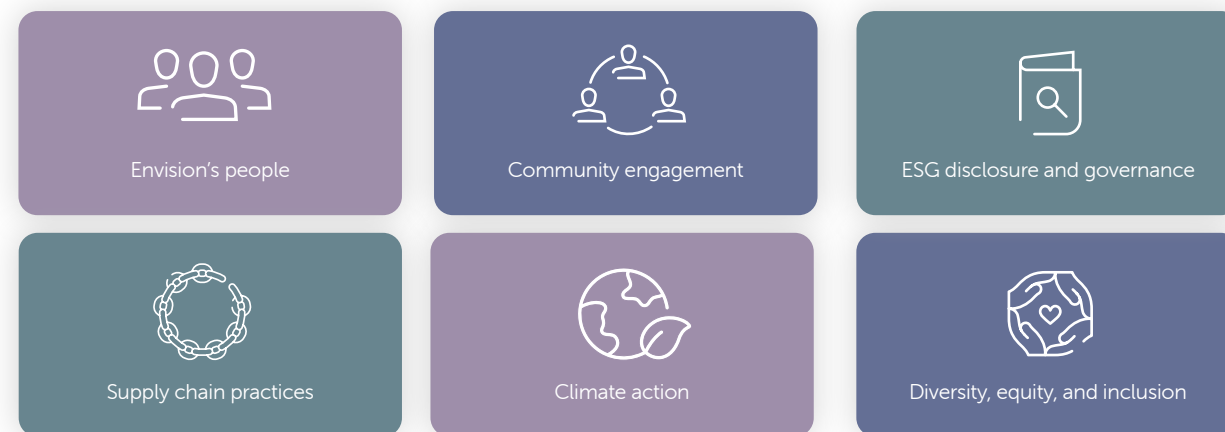 Envision’s people
Community engagement
ESG disclosure and governance
Supply chain practices
Climate action
Diversity, equity, and inclusion